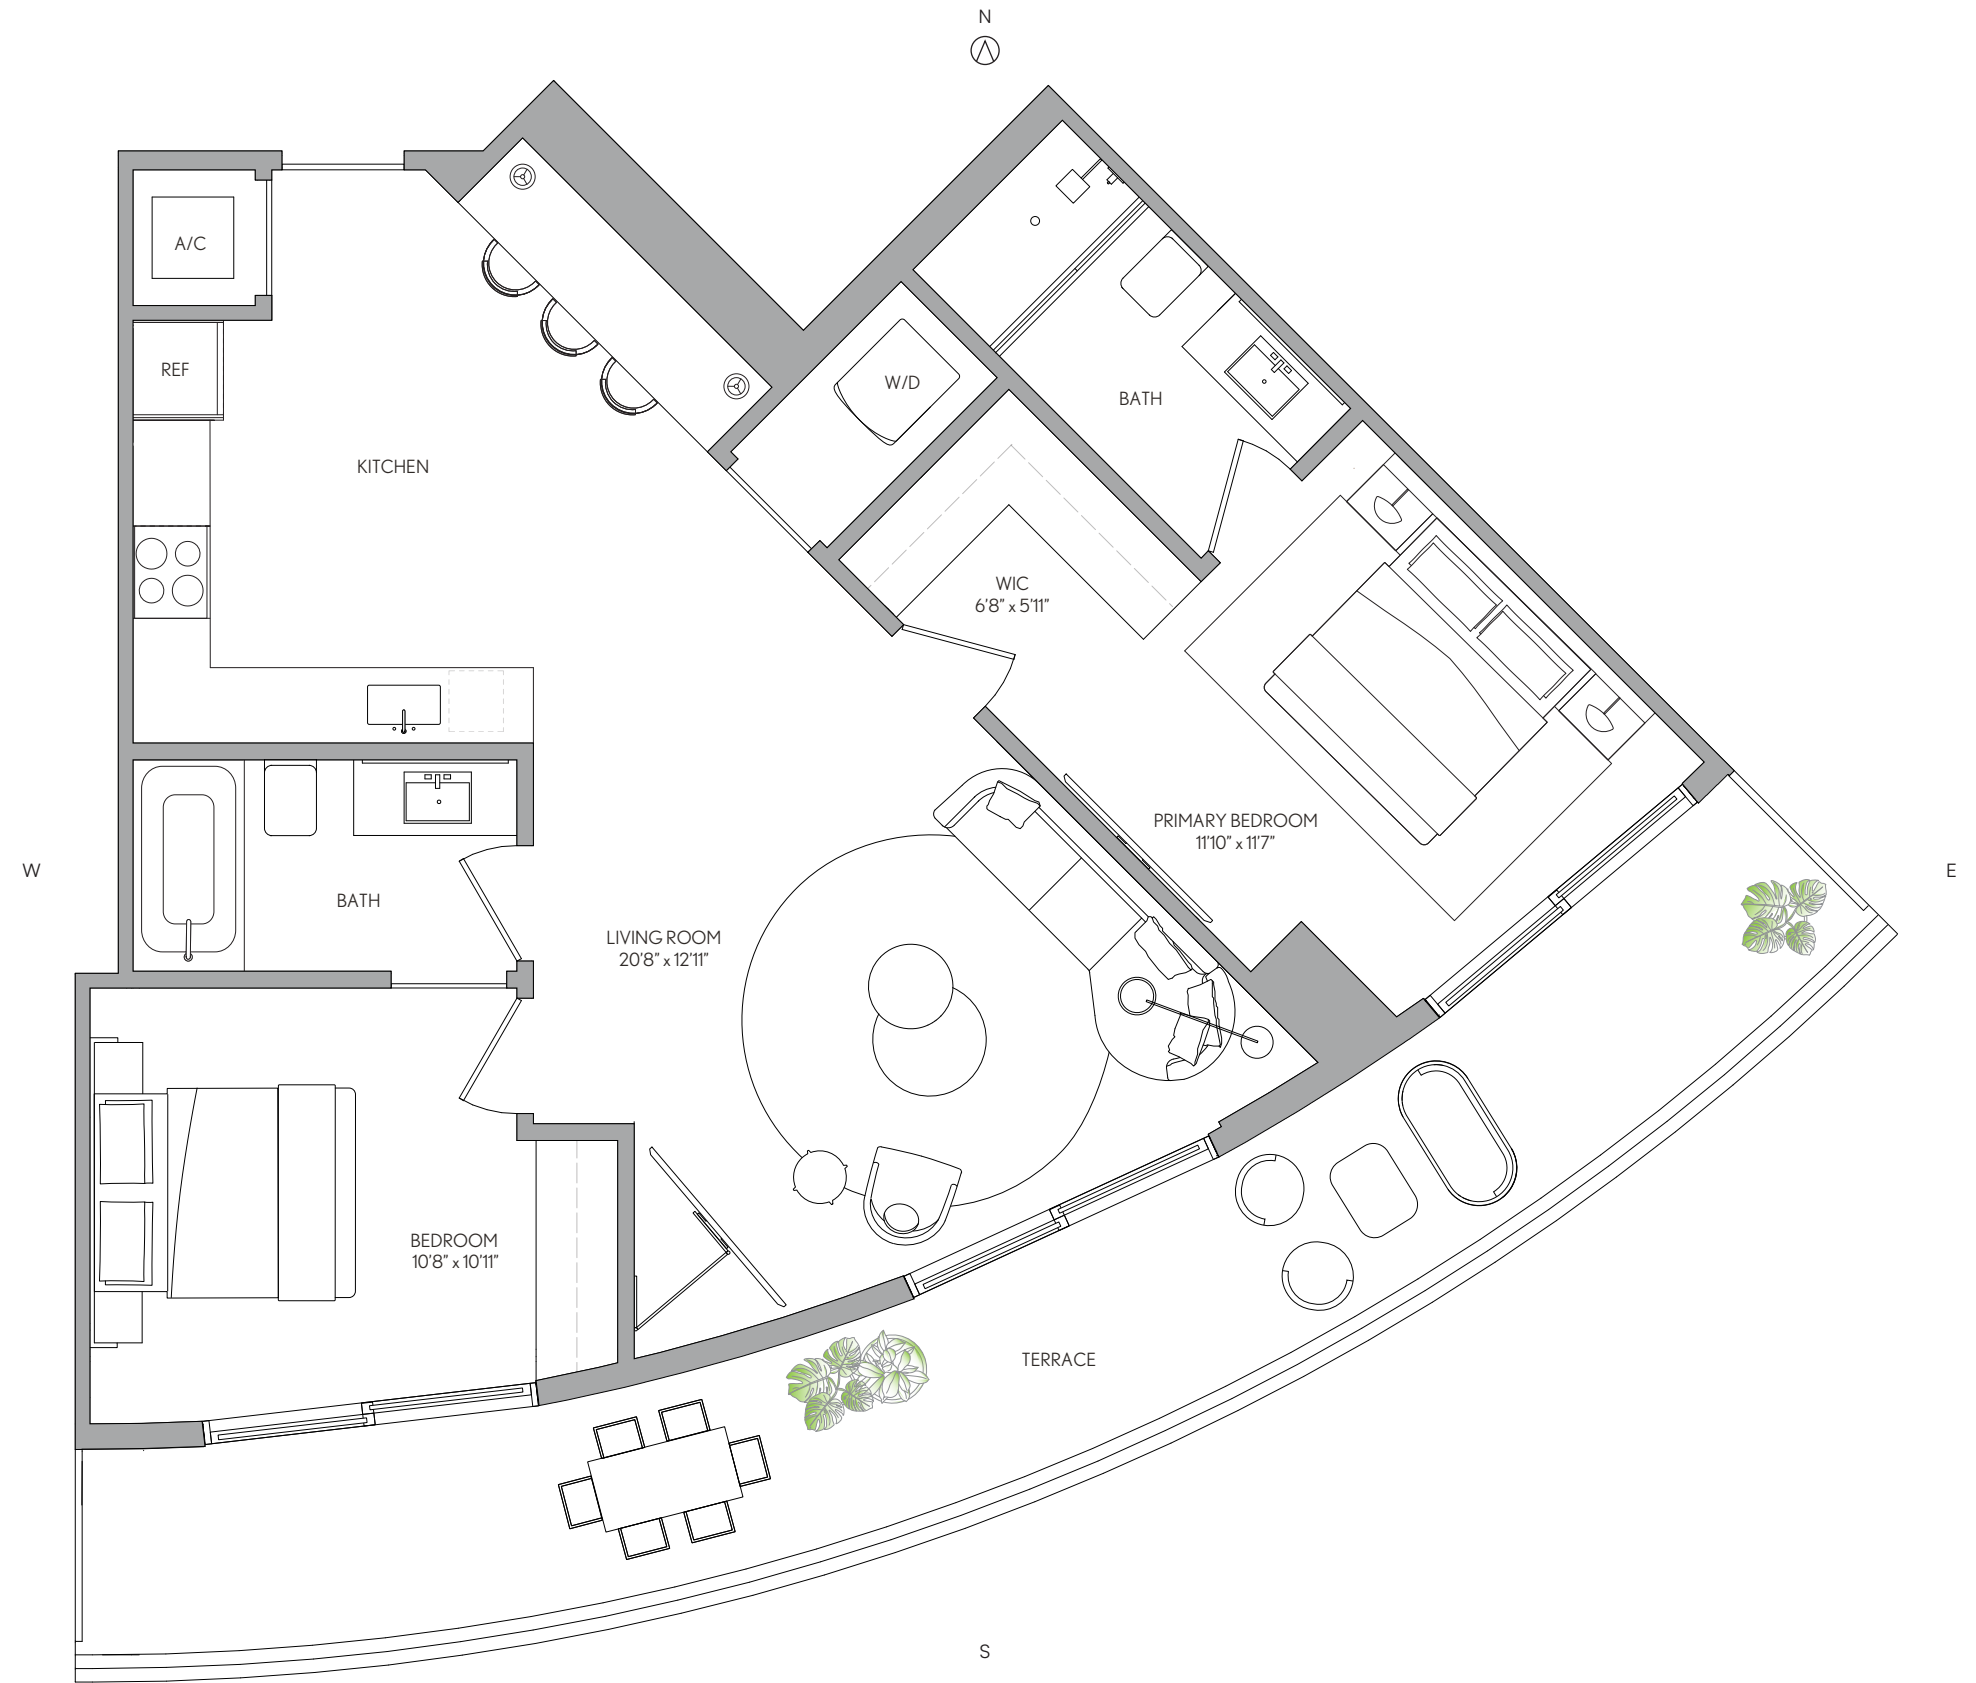 N
A/C
REF
W/D
BATH
KITCHEN
WIC
6'8" x 5'11"
PRIMARY BEDROOM
11'10" x 11'7"
W
E
BATH
LIVING ROOM
20'8" x 12'11"
BEDROOM
10'8" x 10'11"
TERRACE
S